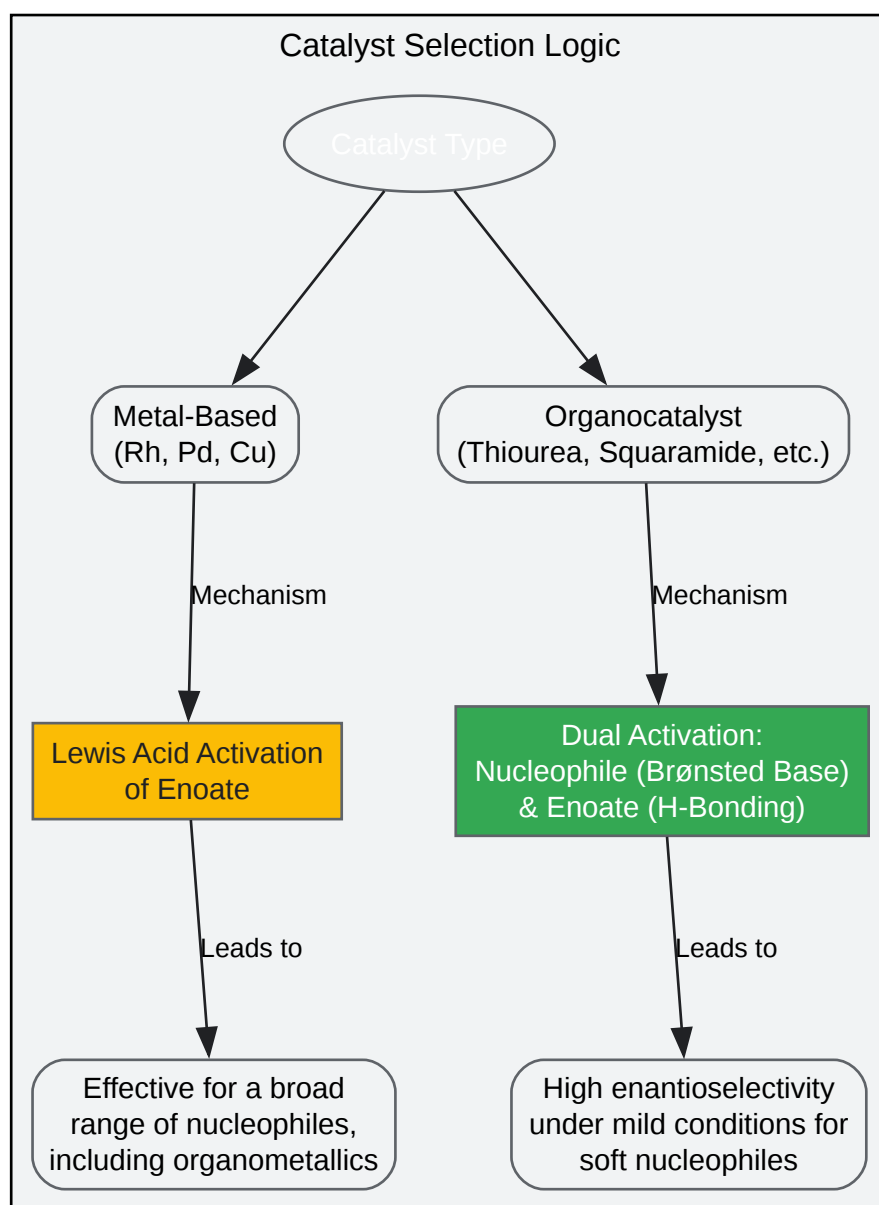 Catalyst Selection Logic
Catalyst Type
Metal-Based
(Rh, Pd, Cu)
Organocatalyst
(Thiourea, Squaramide, etc.)
Mechanism
Mechanism
Lewis Acid Activation
of Enoate
Dual Activation:
Nucleophile (Brønsted Base)
& Enoate (H-Bonding)
Leads to
Leads to
Effective for a broad
range of nucleophiles,
including organometallics
High enantioselectivity
under mild conditions for
soft nucleophiles